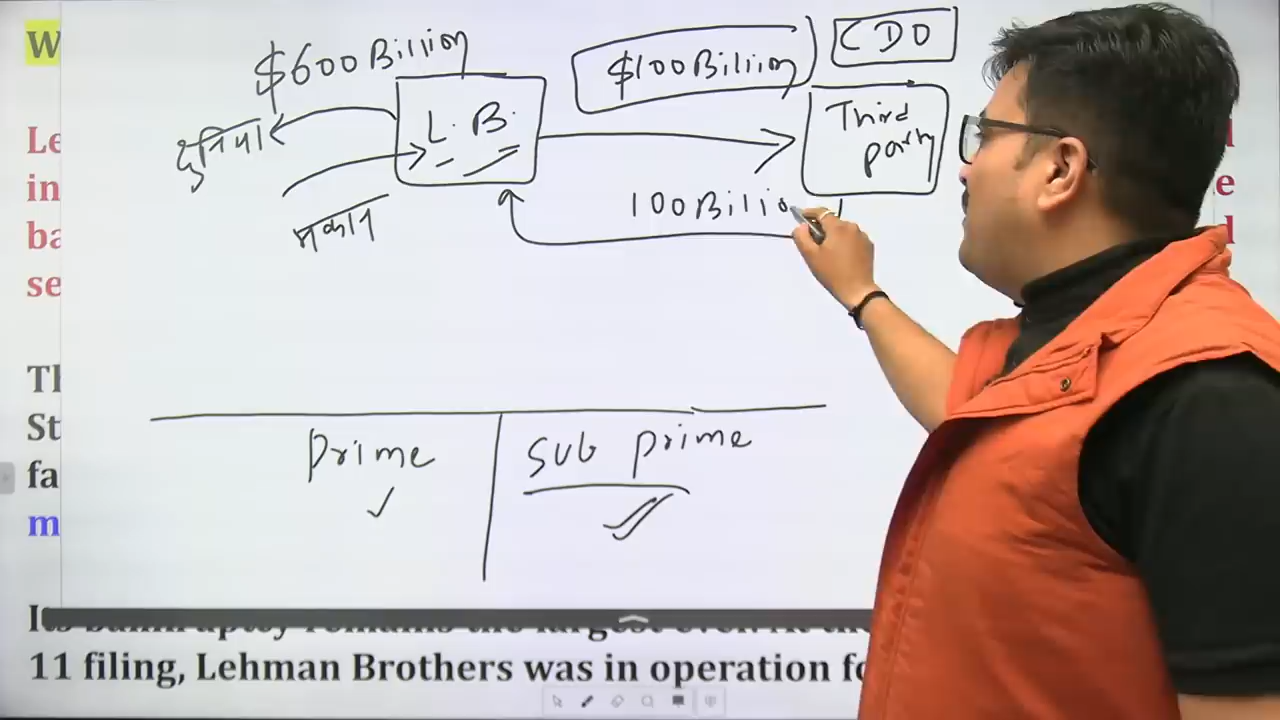 W
$600 Billion
$100 Billion
CDO
Le
दुनिया
L. B.
Third
party
in
मकान
100 Billio
e
ba
d
se
Th
St
Prime
Sub prime
fa
m
11 filing, Lehman Brothers was in operation fo